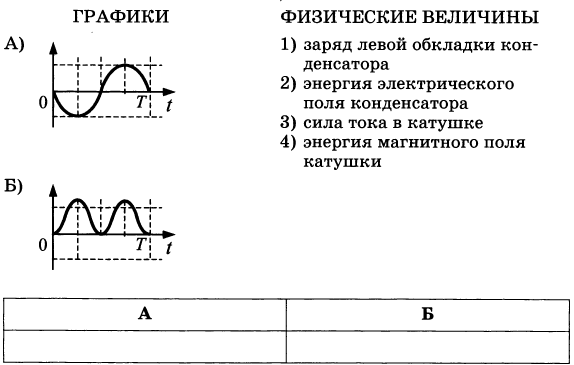 ГРАФИКИ
ФИЗИЧЕСКИЕ ВЕЛИЧИНЫ
А)
0
T
t
1) заряд левой обкладки кон-
денсатора
2) энергия электрического
поля конденсатора
3) сила тока в катушке
4) энергия магнитного поля
катушки
Б)
0
T
t
А
Б